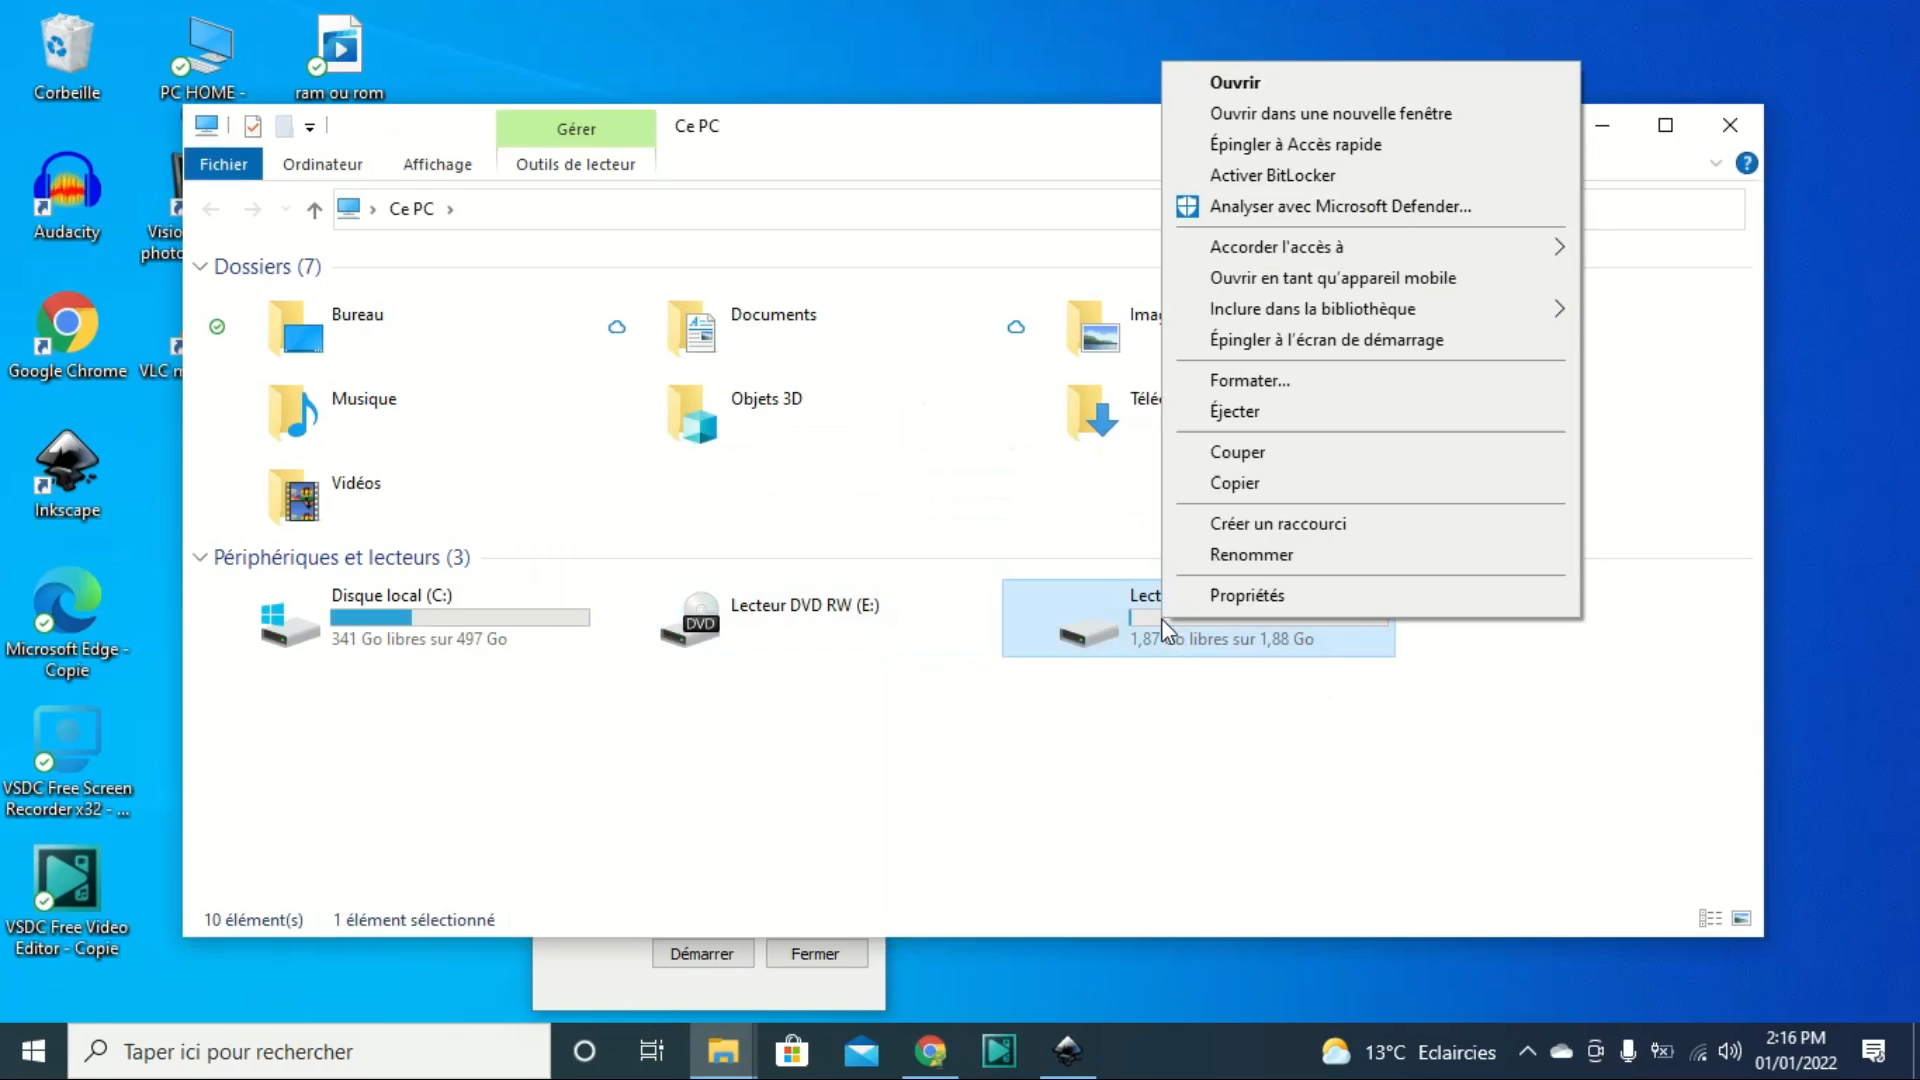 Corbeille
PC HOME -
ram ou rom
Audacity
Google Chrome
Inkscape
Microsoft Edge -
Copie
VSDC Free Screen
Recorder x32 - ...
VSDC Free Video
Editor - Copie
Gérer
Ce PC
Fichier
Ordinateur
Affichage
Outils de lecteur
Ce PC
Dossiers (7)
Bureau
Documents
Musique
Objets 3D
Vidéos
Périphériques et lecteurs (3)
Disque local (C:)
341 Go libres sur 497 Go
Lecteur DVD RW (E:)
DVD
libres sur 1,88 Go
10 élément(s)
1 élément sélectionné
Ouvrir
Ouvrir dans une nouvelle fenêtre
Épingler à Accès rapide
Activer BitLocker
Analyser avec Microsoft Defender...
Accorder l'accès à
Ouvrir en tant qu'appareil mobile
Inclure dans la bibliothèque
Épingler à l'écran de démarrage
Formater...
Éjecter
Couper
Copier
Créer un raccourci
Renommer
Propriétés
Démarrer
Fermer
Taper ici pour rechercher
13°C Eclaircies
2:16 PM
01/01/2022